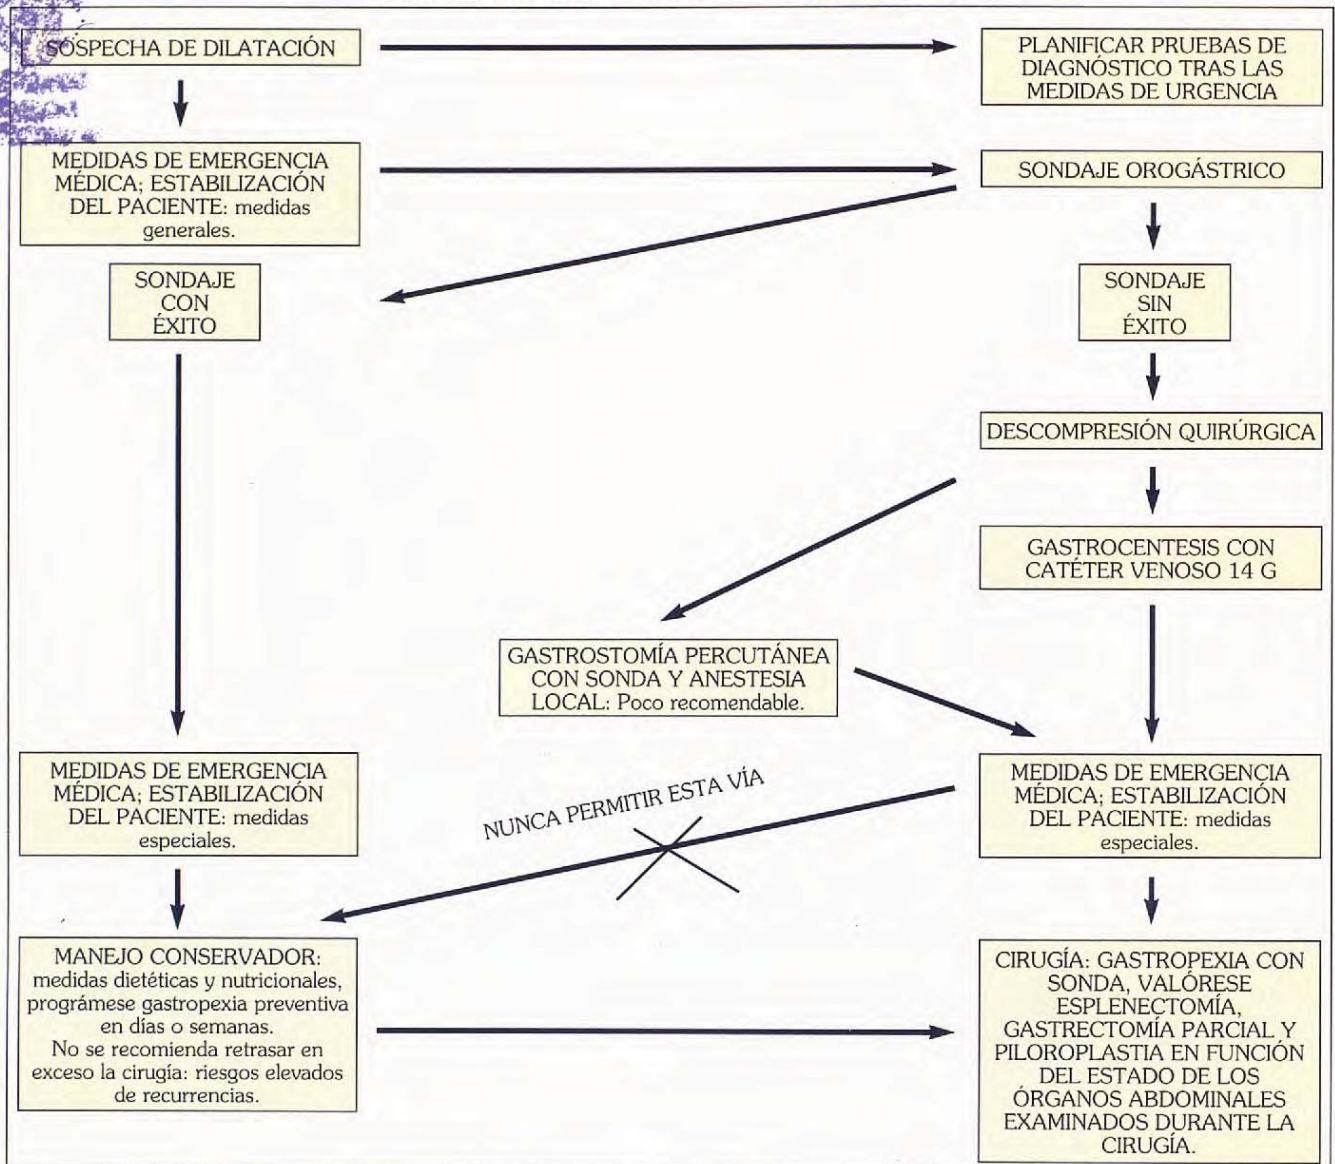 SOSPECHA DE DILATACIÓN
PLANIFICAR PRUEBAS DE
DIAGNÓSTICO TRAS LAS
MEDIDAS DE URGENCIA
MEDIDAS DE EMERGENCIA
MÉDICA; ESTABILIZACIÓN
DEL PACIENTE: medidas
generales.
SONDAJE OROGÁSTRICO
SONDAJE
CON
ÉXITO
SONDAJE
SIN
ÉXITO
DESCOMPRESIÓN QUIRÚRGICA
GASTROCENTESIS CON
CATÉTER VENOSO 14 G
GASTROSTOMÍA PERCUTÁNEA
CON SONDA Y ANESTESIA
LOCAL: Poco recomendable.
MEDIDAS DE EMERGENCIA
MÉDICA; ESTABILIZACIÓN
DEL PACIENTE: medidas
especiales.
NUNCA PERMITIR ESTA VÍA
MEDIDAS DE EMERGENCIA
MÉDICA; ESTABILIZACIÓN
DEL PACIENTE: medidas
especiales.
MANEJO CONSERVADOR:
medidas dietéticas y nutricionales,
prográmese gastropexia preventiva
en días o semanas.
No se recomienda retrasar en
exceso la cirugía: riesgos elevados
de recurrencias.
CIRUGÍA: GASTROPEXIA CON
SONDA, VALÓRESE
ESPLENECTOMÍA,
GASTRECTOMÍA PARCIAL Y
PILOROPLASTIA EN FUNCIÓN
DEL ESTADO DE LOS
ÓRGANOS ABDOMINALES
EXAMINADOS DURANTE LA
CIRUGÍA.